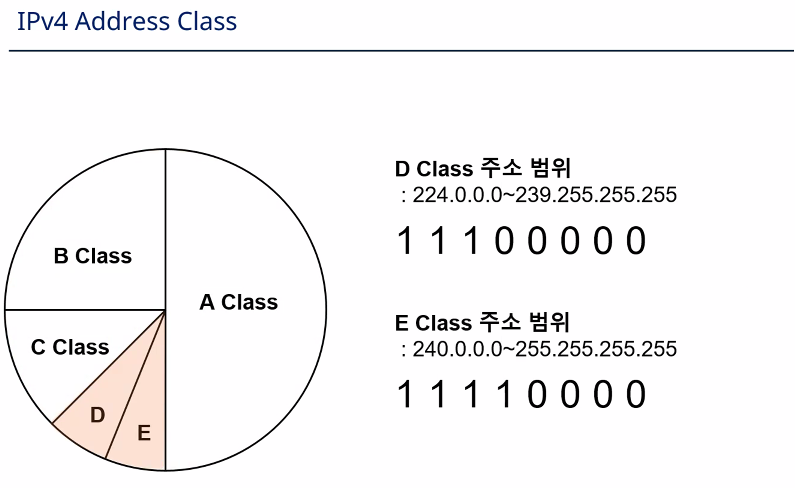 IPv4 Address Class
B Class
A Class
C Class
D
E
D Class 주소 범위
: 224.0.0.0~239.255.255.255
1 1 1 0 0 0 0 0
E Class 주소 범위
: 240.0.0.0~255.255.255.255
1 1 1 1 0 0 0 0